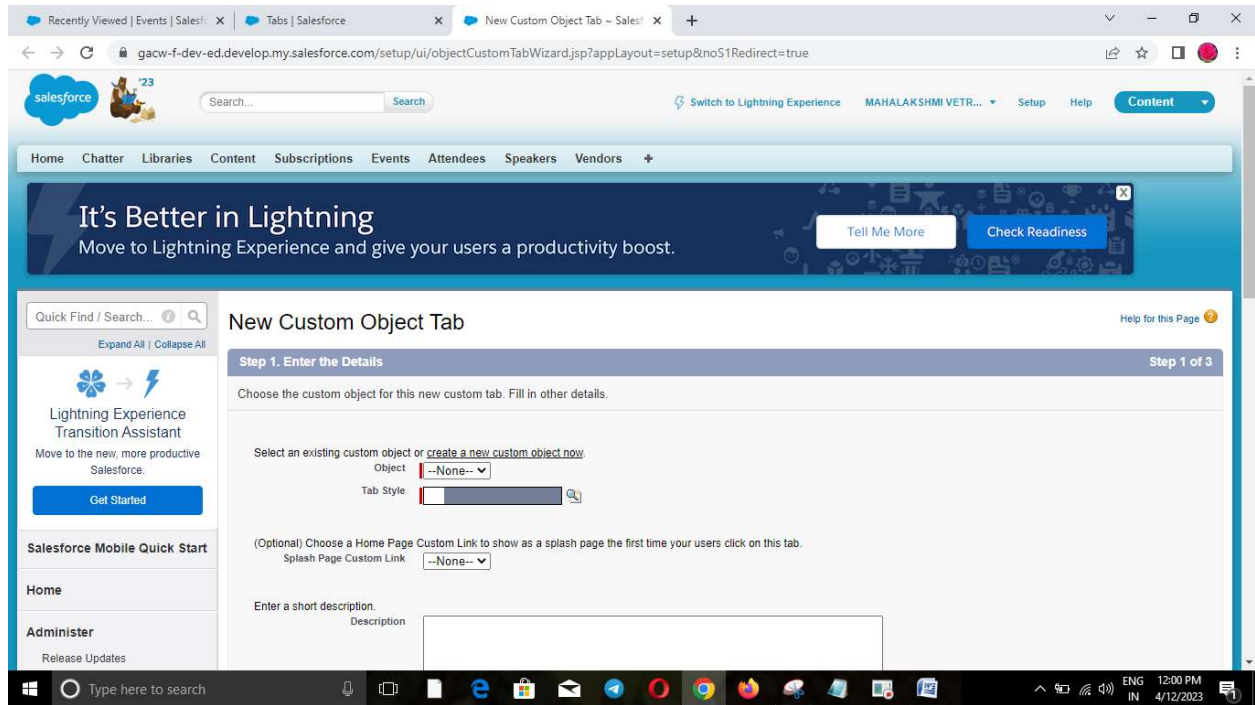 Recently Viewed | Events | Salesfo
Tabs | Salesforce
New Custom Object Tab ~ Salesf
gacw-f-dev-ed.develop.my.salesforce.com/setup/ui/objectCustomTabWizard.jsp?appLayout=setup&noS1Redirect=true
salesforce
'23
Search...
Search
Switch to Lightning Experience
MAHALAKSHMI VETR...
Setup
Help
Content
Home Chatter Libraries Content Subscriptions Events Attendees Speakers Vendors +
It's Better in Lightning
Move to Lightning Experience and give your users a productivity boost.
Tell Me More
Check Readiness
X
Quick Find / Search...
Expand All | Collapse All
Lightning Experience
Transition Assistant
Move to the new, more productive
Salesforce.
Get Started
Salesforce Mobile Quick Start
Home
Administer
Release Updates
New Custom Object Tab
Help for this Page
Step 1. Enter the Details
Step 1 of 3
Choose the custom object for this new custom tab. Fill in other details.
Select an existing custom object or create a new custom object now.
Object --None--
Tab Style
(Optional) Choose a Home Page Custom Link to show as a splash page the first time your users click on this tab.
Splash Page Custom Link --None--
Enter a short description.
Description
Type here to search
ENG
IN
12:00 PM
4/12/2023